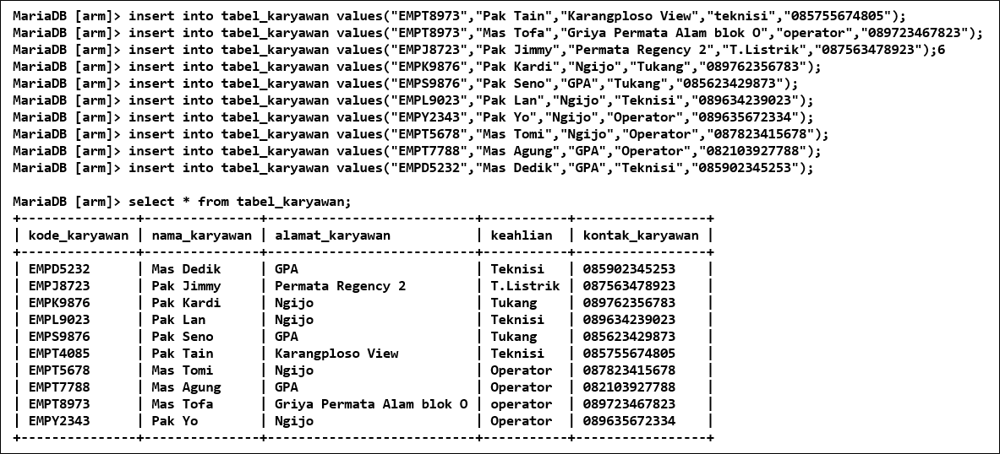 MariaDB [arm]> insert into tabel_karyawan values("EMPT8973","Pak Tain","Karangploso View","teknisi","085755674805");
MariaDB [arm]> insert into tabel_karyawan values("EMPT8973","Mas Tofa","Griya Permata Alam blok O","operator","089723467823");
MariaDB [arm]> insert into tabel_karyawan values("EMPJ8723","Pak Jimmy","Permata Regency 2","T.Listrik","087563478923");6
MariaDB [arm]> insert into tabel_karyawan values("EMPK9876","Pak Kardi","Ngijo","Tukang","089762356783");
MariaDB [arm]> insert into tabel_karyawan values("EMPS9876","Pak Seno","GPA","Tukang","085623429873");
MariaDB [arm]> insert into tabel_karyawan values("EMPL9023","Pak Lan","Ngijo","Teknisi","089634239023");
MariaDB [arm]> insert into tabel_karyawan values("EMPY2343","Pak Yo","Ngijo","Operator","089635672334");
MariaDB [arm]> insert into tabel_karyawan values("EMPT5678","Mas Tomi","Ngijo","Operator","087823415678");
MariaDB [arm]> insert into tabel_karyawan values("EMPT7788","Mas Agung","GPA","Operator","082103927788");
MariaDB [arm]> insert into tabel_karyawan values("EMPD5232","Mas Dedik","GPA","Teknisi","085902345253");
MariaDB [arm]> select * from tabel_karyawan;
+---------------+---------------+---------------------------+-----------+-----------------+
| kode_karyawan | nama_karyawan | alamat_karyawan           | keahlian  | kontak_karyawan |
+---------------+---------------+---------------------------+-----------+-----------------+
| EMPD5232      | Mas Dedik     | GPA                       | Teknisi   | 085902345253    |
| EMPJ8723      | Pak Jimmy     | Permata Regency 2         | T.Listrik | 087563478923    |
| EMPK9876      | Pak Kardi     | Ngijo                     | Tukang    | 089762356783    |
| EMPL9023      | Pak Lan       | Ngijo                     | Teknisi   | 089634239023    |
| EMPS9876      | Pak Seno      | GPA                       | Tukang    | 085623429873    |
| EMPT4085      | Pak Tain      | Karangploso View          | Teknisi   | 085755674805    |
| EMPT5678      | Mas Tomi      | Ngijo                     | Operator  | 087823415678    |
| EMPT7788      | Mas Agung     | GPA                       | Operator  | 082103927788    |
| EMPT8973      | Mas Tofa      | Griya Permata Alam blok O | operator  | 089723467823    |
| EMPY2343      | Pak Yo        | Ngijo                     | Operator  | 089635672334    |
+---------------+---------------+---------------------------+-----------+-----------------+